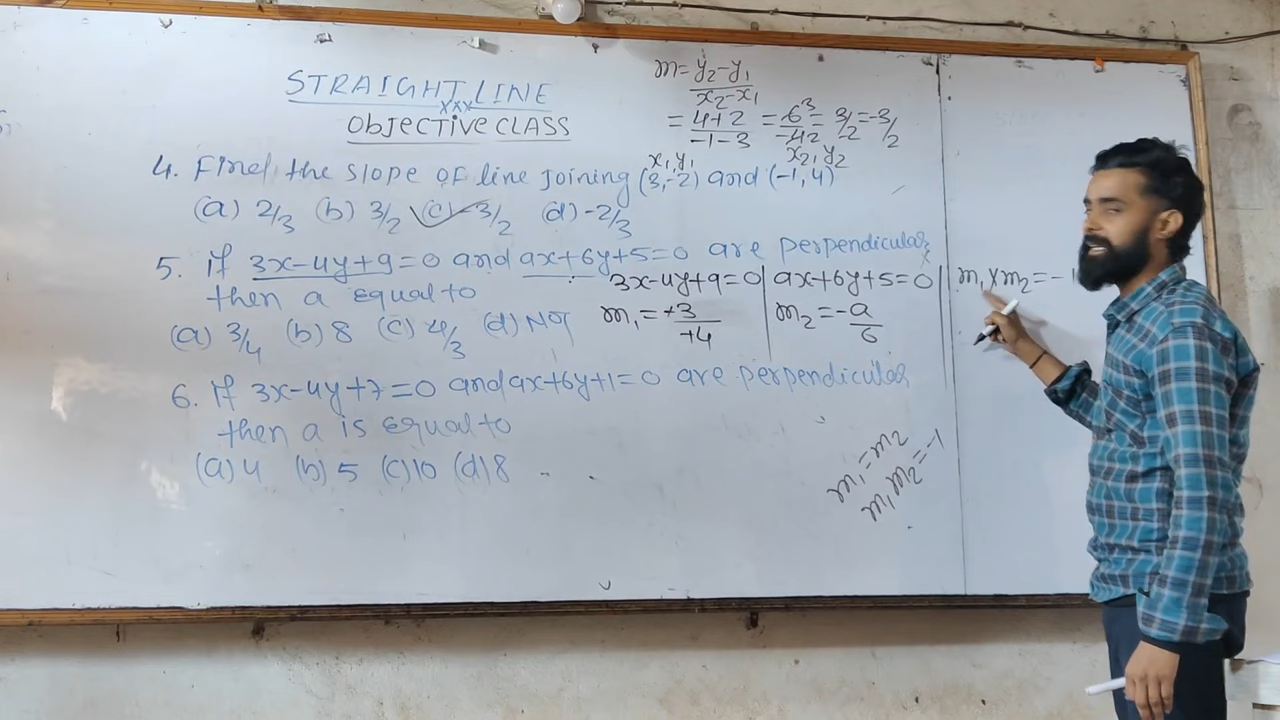 STRAIGHT LINE
xxx
ObjECTIVE CLASS
m = y₂-y₁/x₂-x₁
= 4+2/-1-3 = 6³/-42 = 3/-2 = -3/2
x₁,y₁ x₂,y₂
4. Find the slope of line joining (3,-2) and (-1,4)
(a) 2/3 (b) 3/2 (c) -3/2 (d) -2/3
5. If 3x-4y+9=0 and ax+6y+5=0 are perpendicular
then a equal to
(a) 3/4 (b) 8 (c) 4/3 (d) NOT
3x-4y+9=0 | ax+6y+5=0 | m₁×m₂=-1
m₁ = +3/+4 | m₂ = -a/6
6. If 3x-4y+7=0 and ax+6y+1=0 are perpendicular
then a is equal to
(a) 4 (b) 5 (c) 10 (d) 8
m₁=m₂
m₁m₂=-1